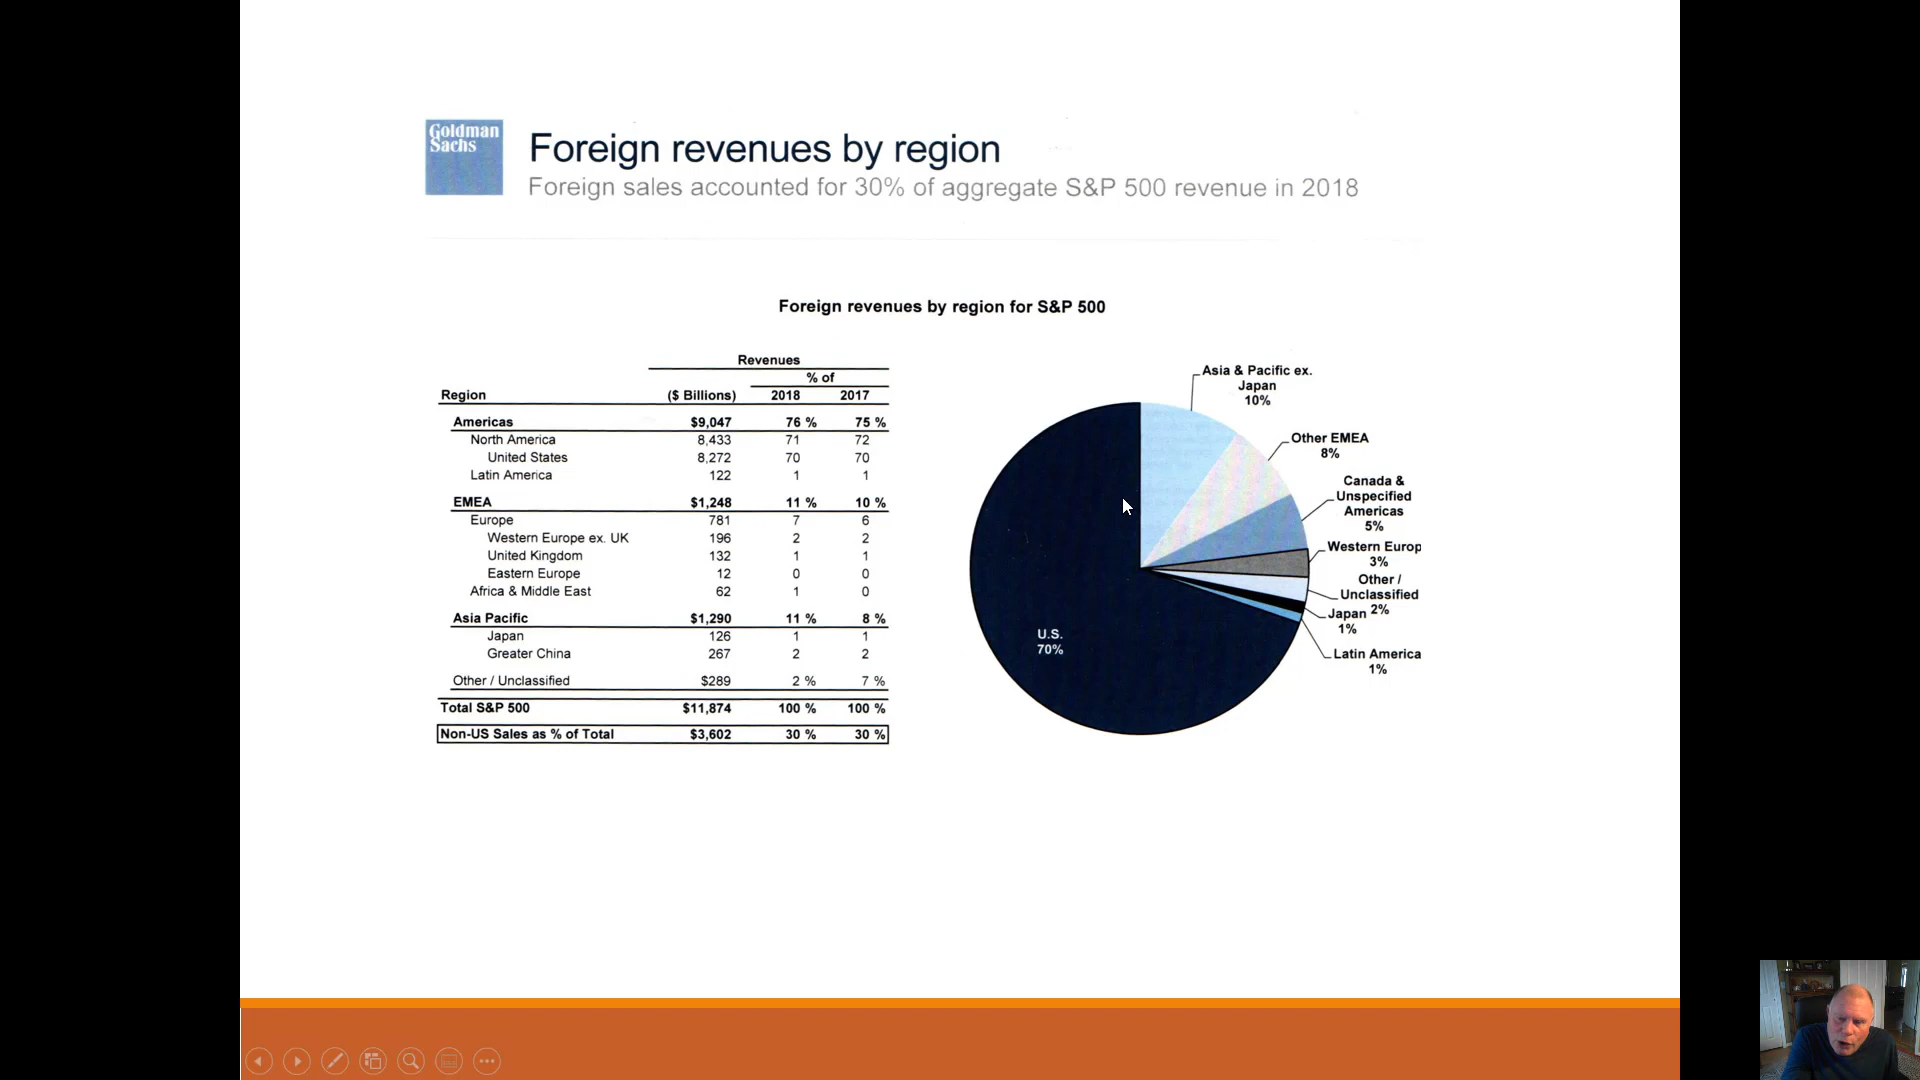 Goldman
Sachs
Foreign revenues by region
Foreign sales accounted for 30% of aggregate S&P 500 revenue in 2018
Foreign revenues by region for S&P 500
Revenues
% of
Region ($ Billions) 2018 2017
Americas $9,047 76 % 75 %
North America 8,433 71 72
United States 8,272 70 70
Latin America 122 1 1
EMEA $1,248 11 % 10 %
Europe 781 7 6
Western Europe ex. UK 196 2 2
United Kingdom 132 1 1
Eastern Europe 12 0 0
Africa & Middle East 62 1 0
Asia Pacific $1,290 11 % 8 %
Japan 126 1 1
Greater China 267 2 2
Other / Unclassified $289 2 % 7 %
Total S&P 500 $11,874 100 % 100 %
Non-US Sales as % of Total $3,602 30 % 30 %
Asia & Pacific ex.
Japan
10%
Other EMEA
8%
Canada &
Unspecified
Americas
5%
Western Europ
3%
Other /
Unclassified
2%
Japan
1%
Latin America
1%
U.S.
70%